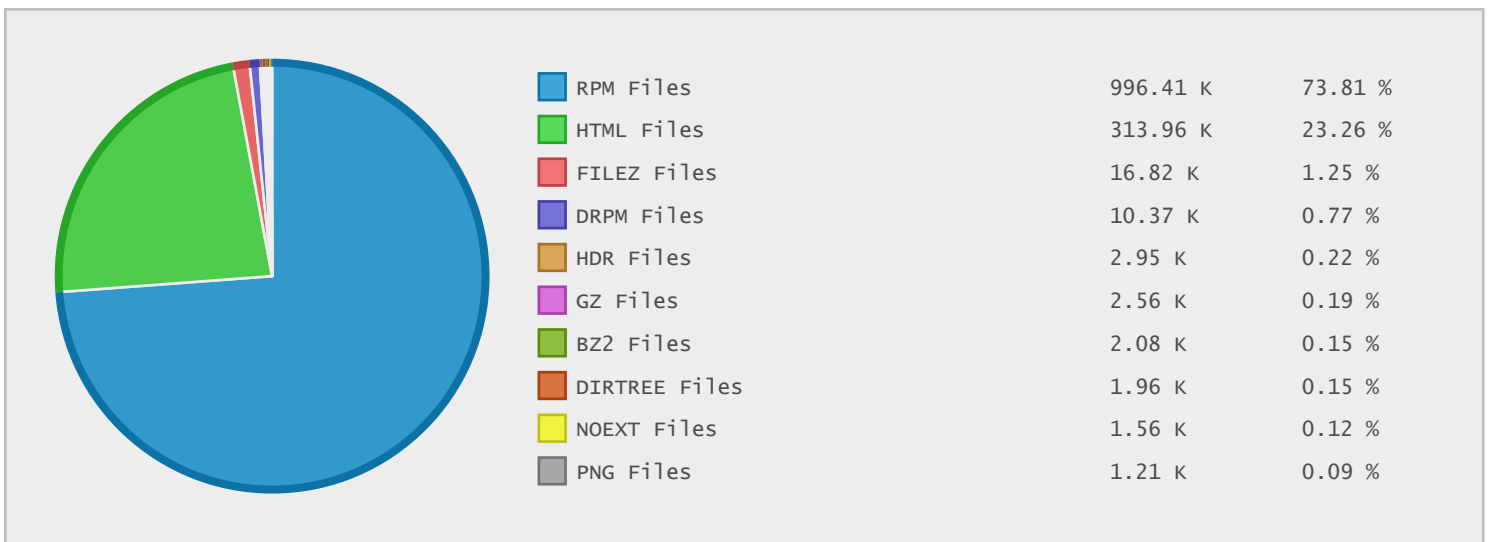 RPM Files 996.41 K 73.81 %
HTML Files 313.96 K 23.26 %
FILEZ Files 16.82 K 1.25 %
DRPM Files 10.37 K 0.77 %
HDR Files 2.95 K 0.22 %
GZ Files 2.56 K 0.19 %
BZ2 Files 2.08 K 0.15 %
DIRTREE Files 1.96 K 0.15 %
NOEXT Files 1.56 K 0.12 %
PNG Files 1.21 K 0.09 %